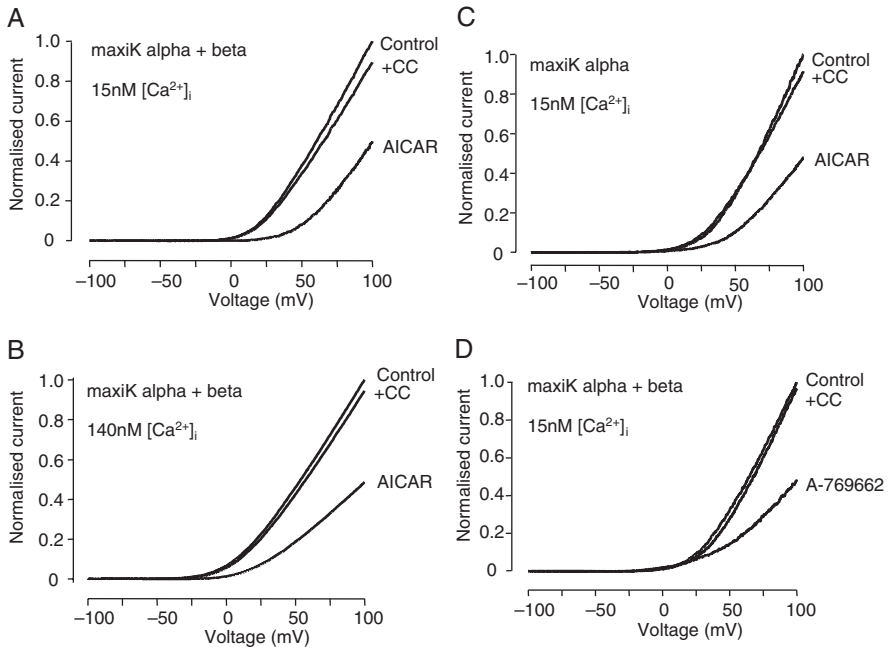 A
maxiK alpha + beta
15nM [Ca²⁺]ᵢ
Control
+CC
AICAR
Normalised current
1.0
0.8
0.6
0.4
0.2
0
–100
–50
0
50
100
Voltage (mV)
C
maxiK alpha
15nM [Ca²⁺]ᵢ
Control
+CC
AICAR
Normalised current
1.0
0.8
0.6
0.4
0.2
0
–100
–50
0
50
100
Voltage (mV)
B
maxiK alpha + beta
140nM [Ca²⁺]ᵢ
Control
+CC
AICAR
Normalised current
1.0
0.8
0.6
0.4
0.2
0
–100
–50
0
50
100
Voltage (mV)
D
maxiK alpha + beta
15nM [Ca²⁺]ᵢ
Control
+CC
A-769662
Normalised current
1.0
0.8
0.6
0.4
0.2
0
–100
–50
0
50
100
Voltage (mV)